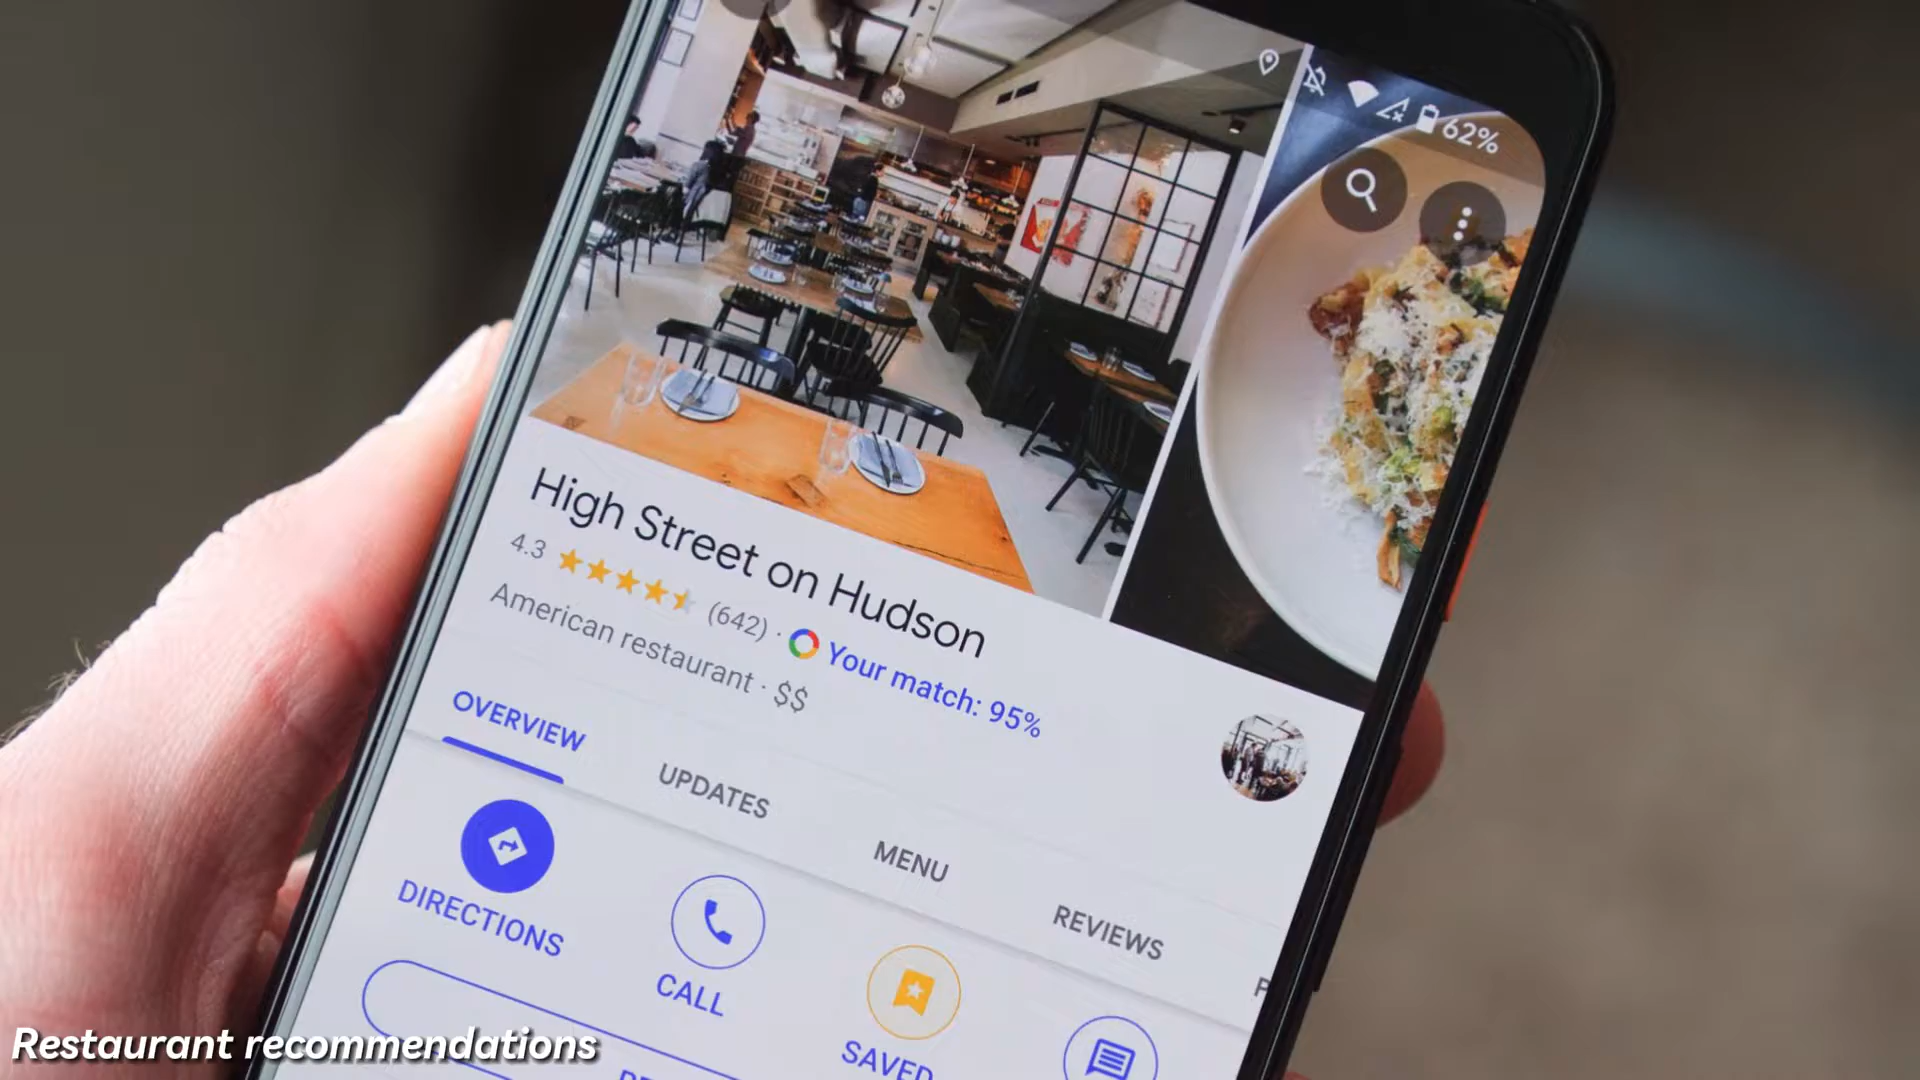 62%
High Street on Hudson
4.3 (642) · Your match: 95%
American restaurant · $$
OVERVIEW
UPDATES
MENU
REVIEWS
DIRECTIONS
CALL
SAVED
Restaurant recommendations